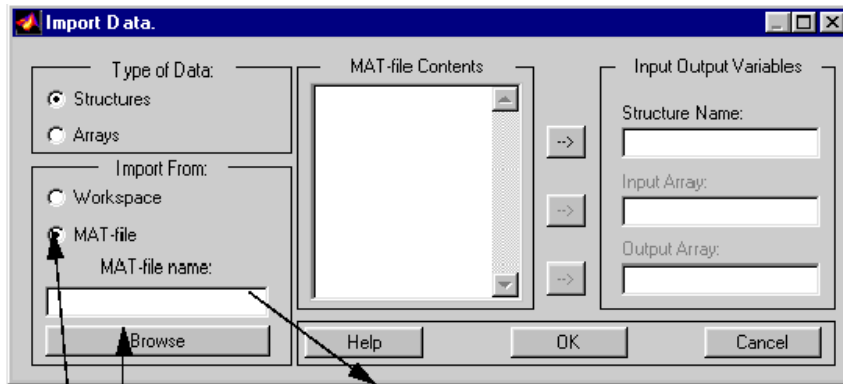 Import Data.
Type of Data:
Structures
Arrays
Import From:
Workspace
MAT-file
MAT-file name:
Browse
MAT-file Contents
-->
-->
-->
Input Output Variables
Structure Name:
Input Array:
Output Array:
Help
OK
Cancel